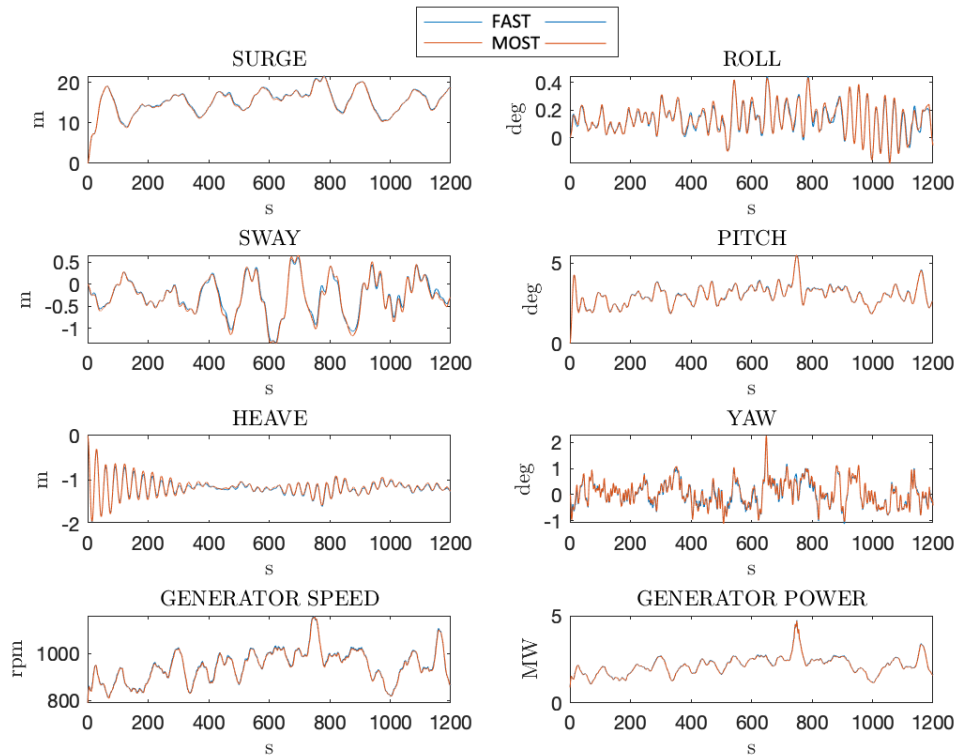 FAST
MOST
SURGE
20
10
0
m
0 200 400 600 800 1000 1200
s
ROLL
0.4
0.2
0
deg
0 200 400 600 800 1000 1200
s
SWAY
0.5
0
-0.5
-1
m
0 200 400 600 800 1000 1200
s
PITCH
5
0
deg
0 200 400 600 800 1000 1200
s
HEAVE
0
-1
-2
m
0 200 400 600 800 1000 1200
s
YAW
2
1
0
-1
deg
0 200 400 600 800 1000 1200
s
GENERATOR SPEED
1000
800
rpm
0 200 400 600 800 1000 1200
s
GENERATOR POWER
5
0
MW
0 200 400 600 800 1000 1200
s